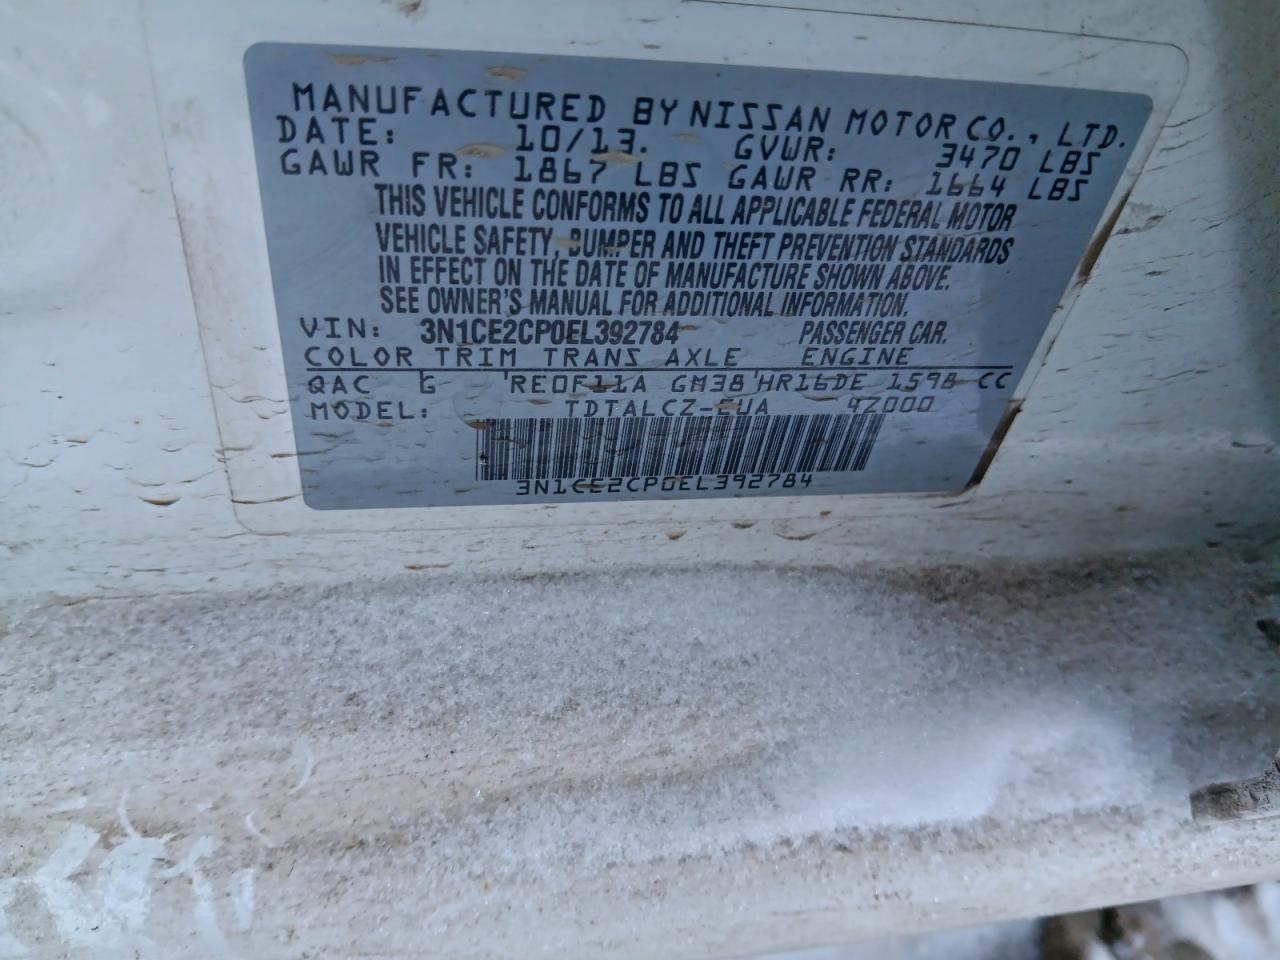 MANUFACTURED BY NISSAN MOTOR CO., LTD.
DATE: 10/13. GVWR: 3470 LBS
GAWR FR: 1867 LBS GAWR RR: 1664 LBS
THIS VEHICLE CONFORMS TO ALL APPLICABLE FEDERAL MOTOR
VEHICLE SAFETY, BUMPER AND THEFT PREVENTION STANDARDS
IN EFFECT ON THE DATE OF MANUFACTURE SHOWN ABOVE.
SEE OWNER'S MANUAL FOR ADDITIONAL INFORMATION.
VIN: 3N1CE2CP0EL392784 PASSENGER CAR.
COLOR TRIM TRANS AXLE ENGINE
QAC G RE0F11A GM38 HR16DE 1598 CC
MODEL: TDTALCZ-EUA 4Z000
3N1CE2CP0EL392784